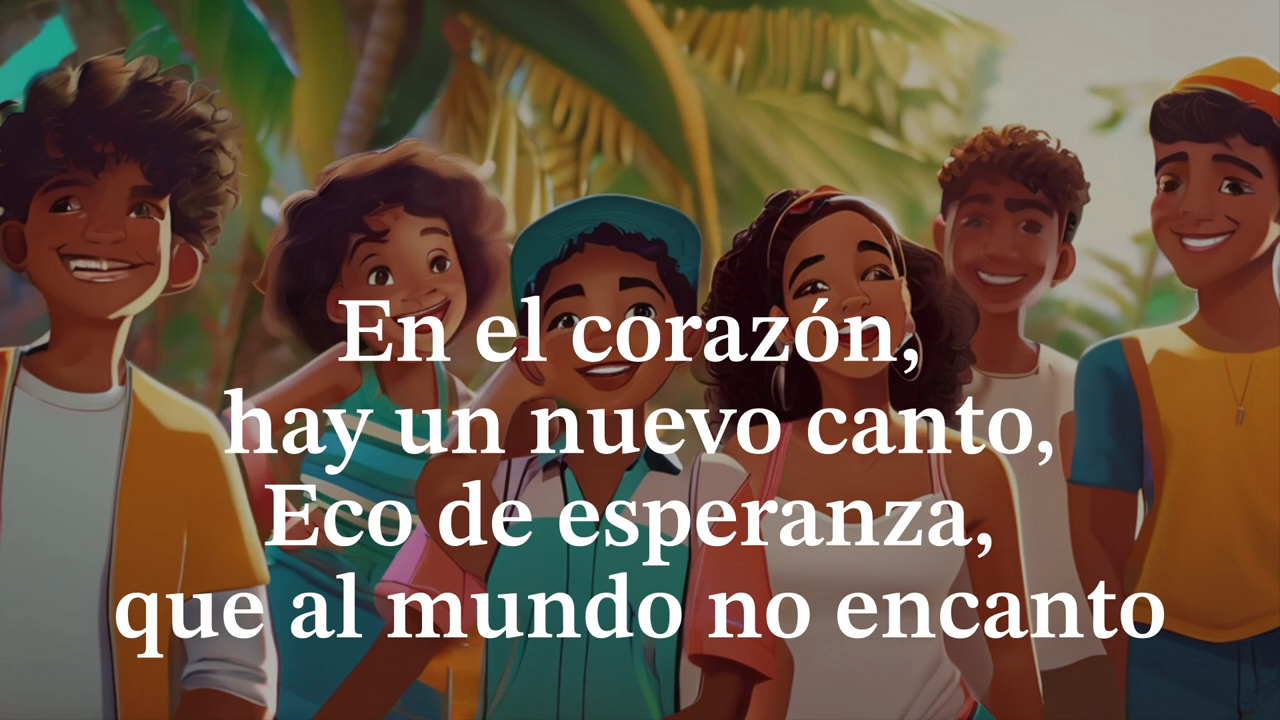 En el corazón,
hay un nuevo canto,
Eco de esperanza,
que al mundo no encanto